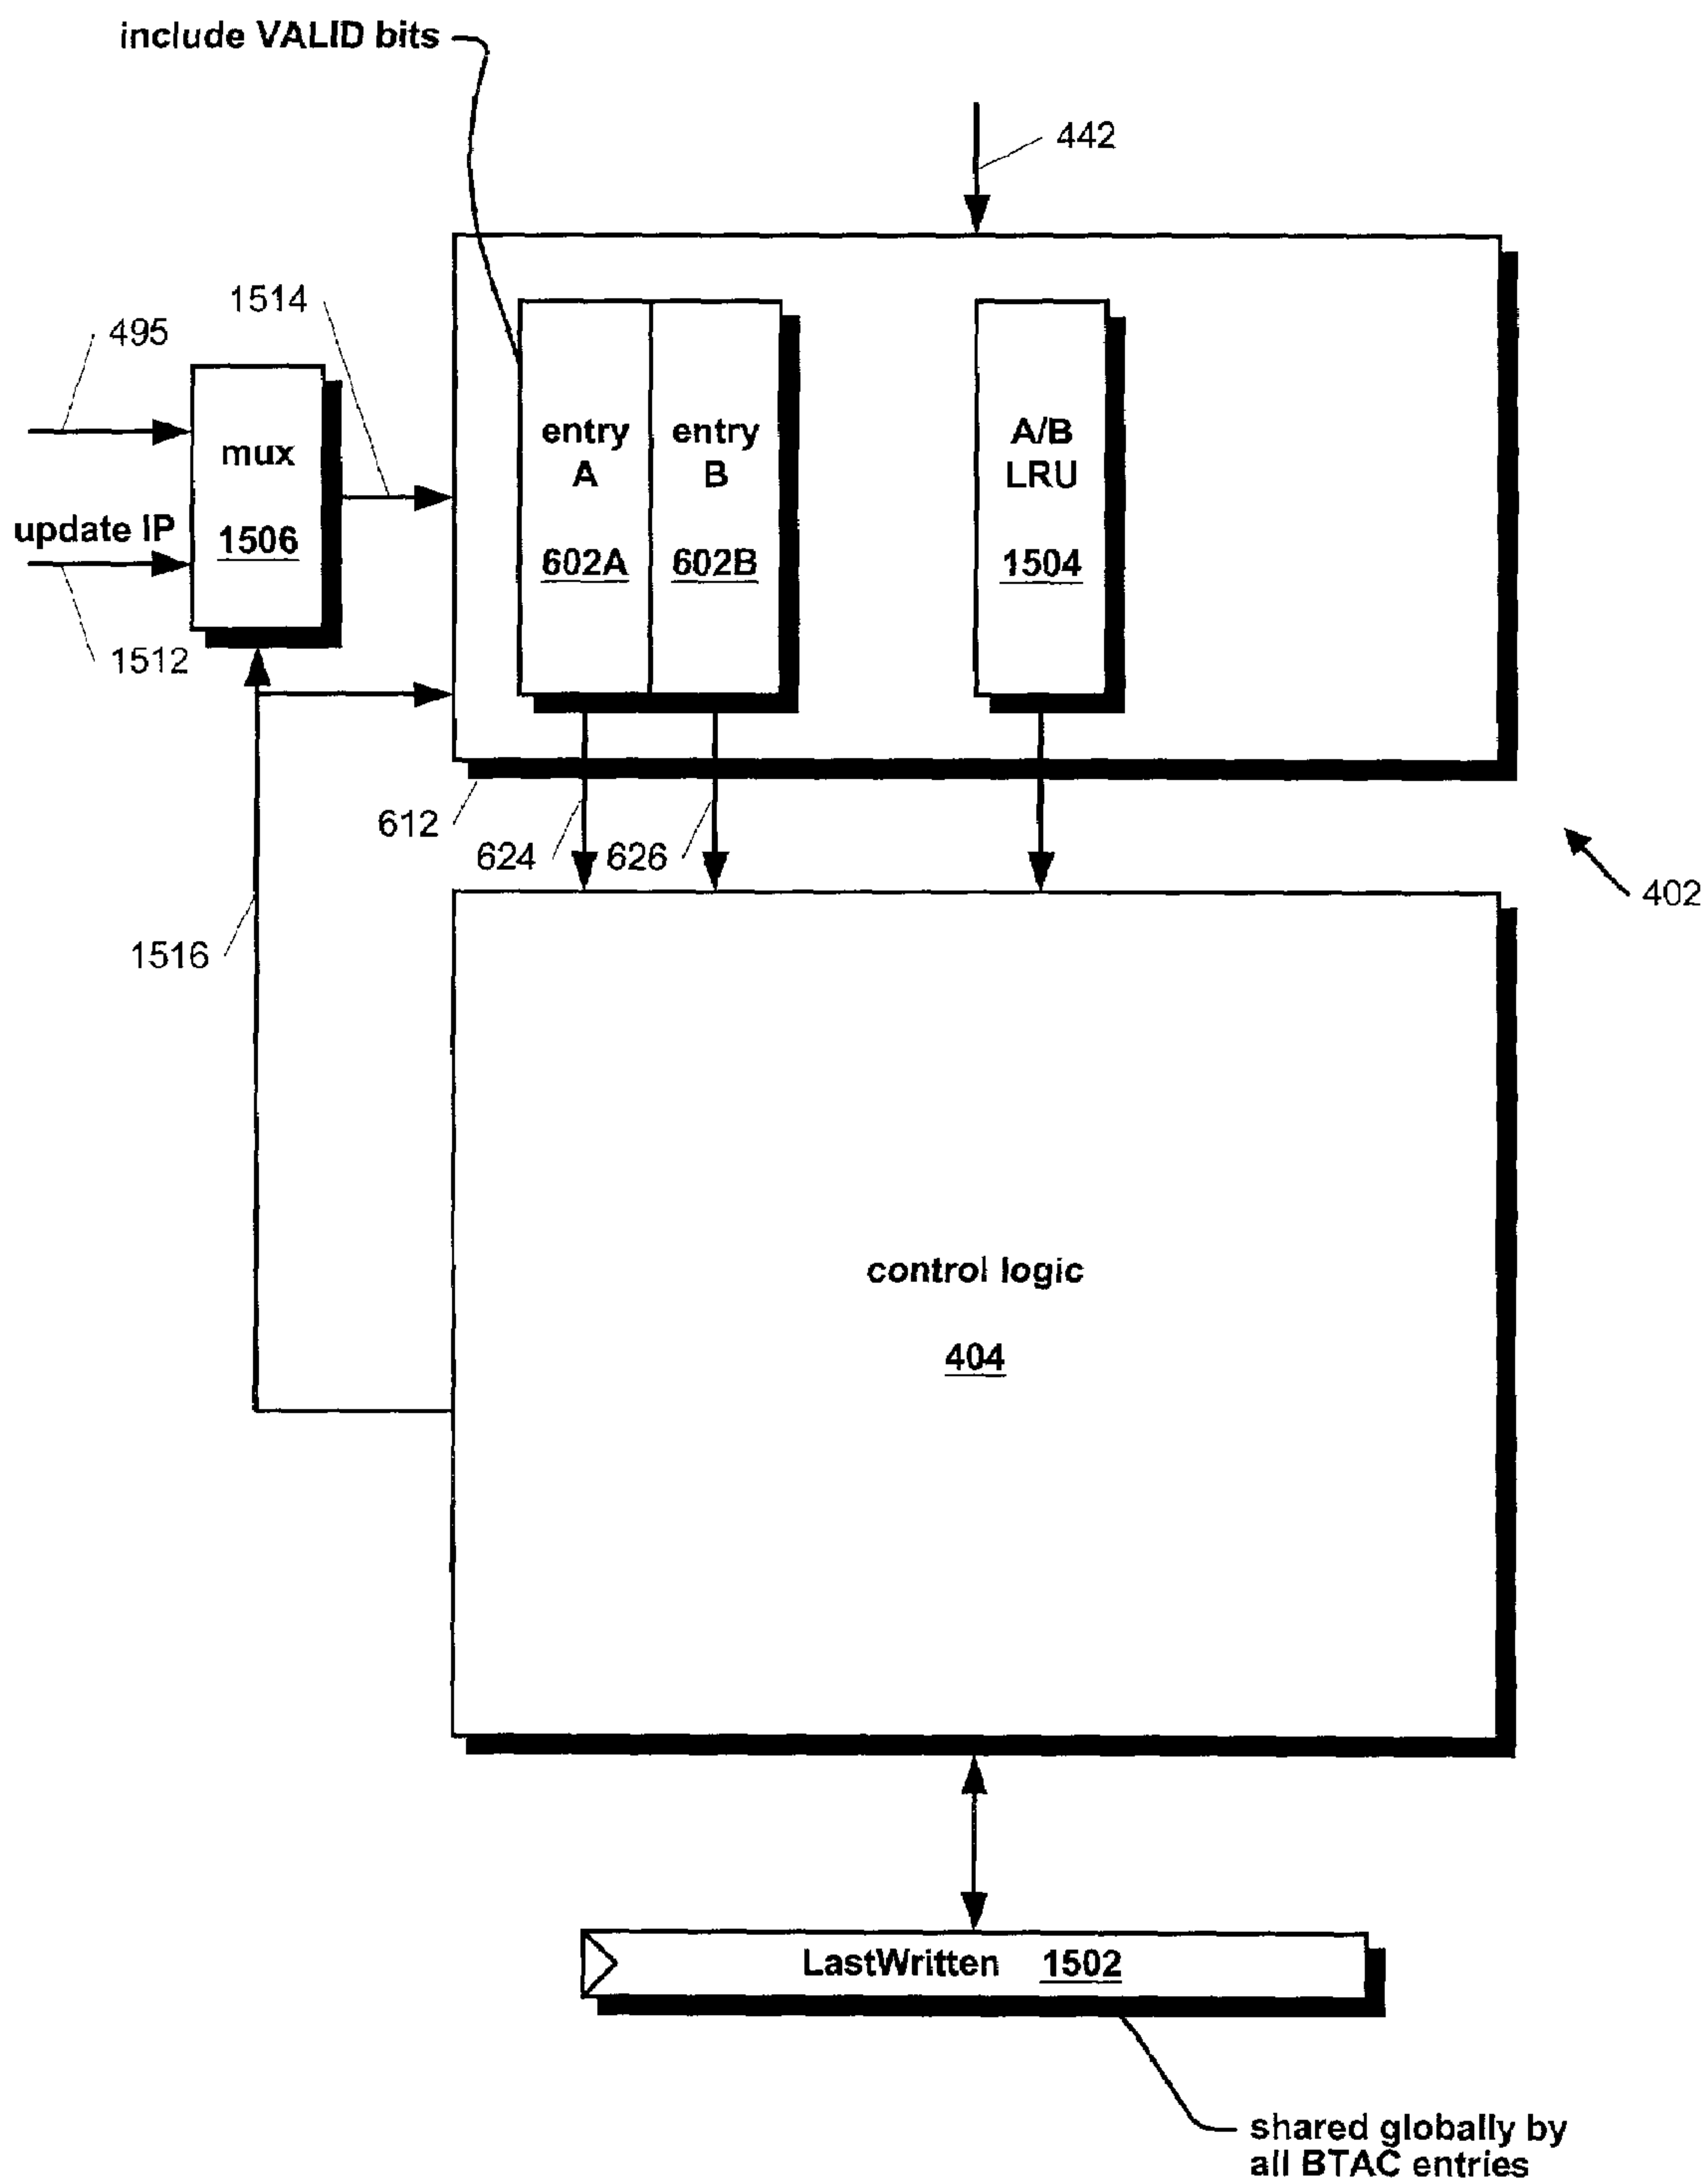 include VALID bits
442
1514
495
mux
1506
update IP
1512
entry
A
602A
entry
B
602B
A/B
LRU
1504
612
624
626
402
1516
control logic
404
LastWritten 1502
shared globally by
all BTAC entries